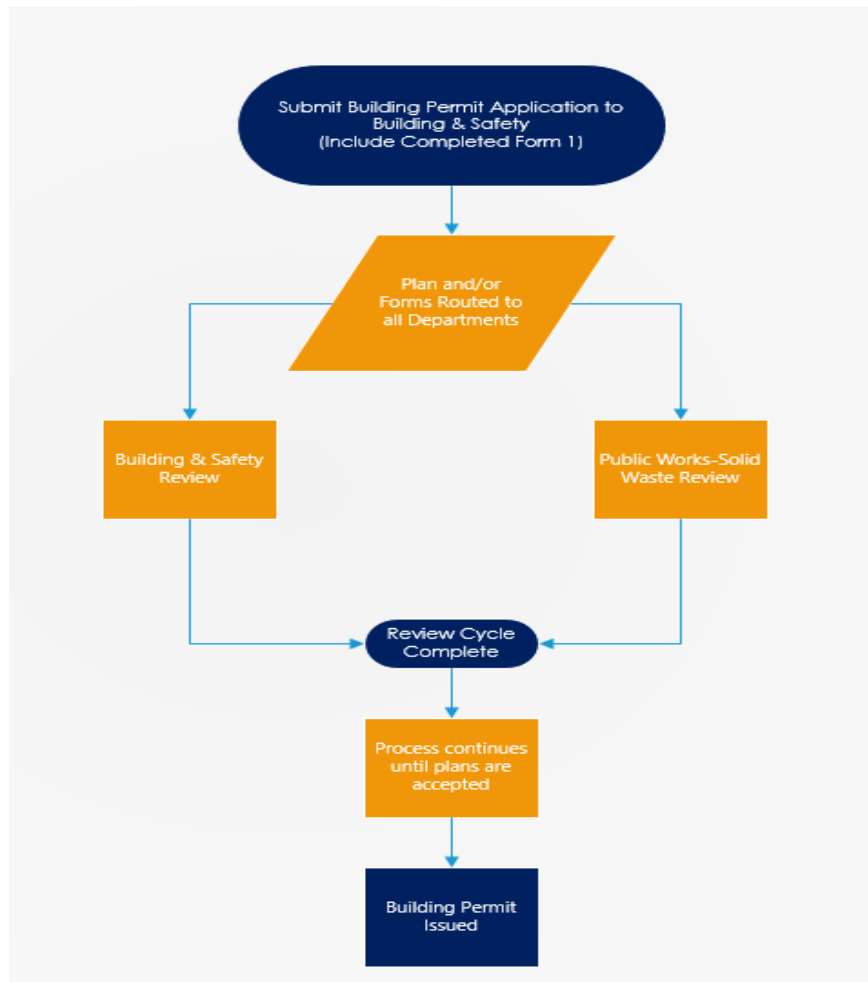 Submit Building Permit Application to
Building & Safety
(Include Completed Form 1)
Plan and/or
Forms Routed to
all Departments
Building & Safety
Review
Public Works-Solid
Waste Review
Review Cycle
Complete
Process continues
until plans are
accepted
Building Permit
Issued